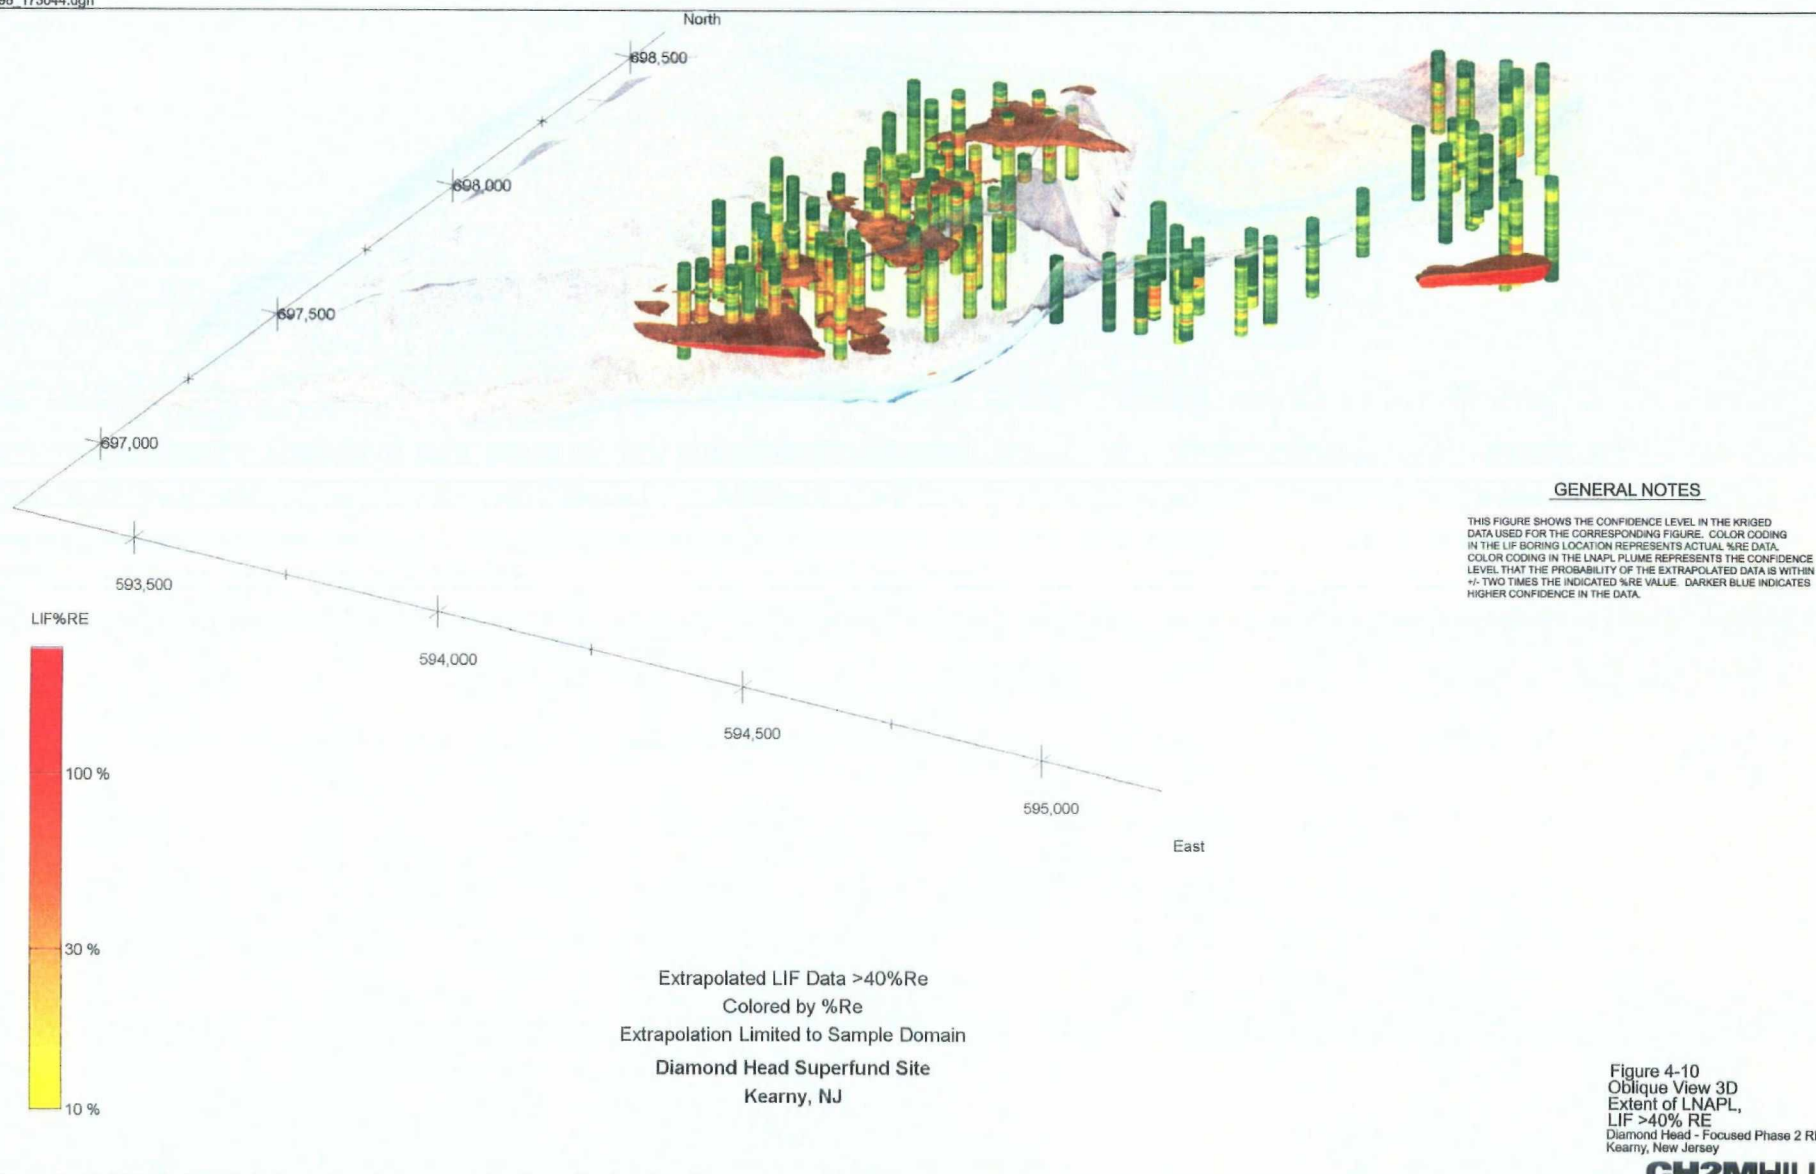 North
698,500
698,000
697,500
697,000
593,500
594,000
594,500
595,000
East
GENERAL NOTES
THIS FIGURE SHOWS THE CONFIDENCE LEVEL IN THE KRIGED
DATA USED FOR THE CORRESPONDING FIGURE. COLOR CODING
IN THE LIF BORING LOCATION REPRESENTS ACTUAL %RE DATA.
COLOR CODING IN THE LNAPL PLUME REPRESENTS THE CONFIDENCE
LEVEL THAT THE PROBABILITY OF THE EXTRAPOLATED DATA IS WITHIN
+/- TWO TIMES THE INDICATED %RE VALUE. DARKER BLUE INDICATES
HIGHER CONFIDENCE IN THE DATA.
LIF%RE
100 %
30 %
10 %
Extrapolated LIF Data >40%Re
Colored by %Re
Extrapolation Limited to Sample Domain
Diamond Head Superfund Site
Kearny, NJ
Figure 4-10
Oblique View 3D
Extent of LNAPL,
LIF >40% RE
Diamond Head - Focused Phase 2 RI
Kearny, New Jersey
CH2MHILL